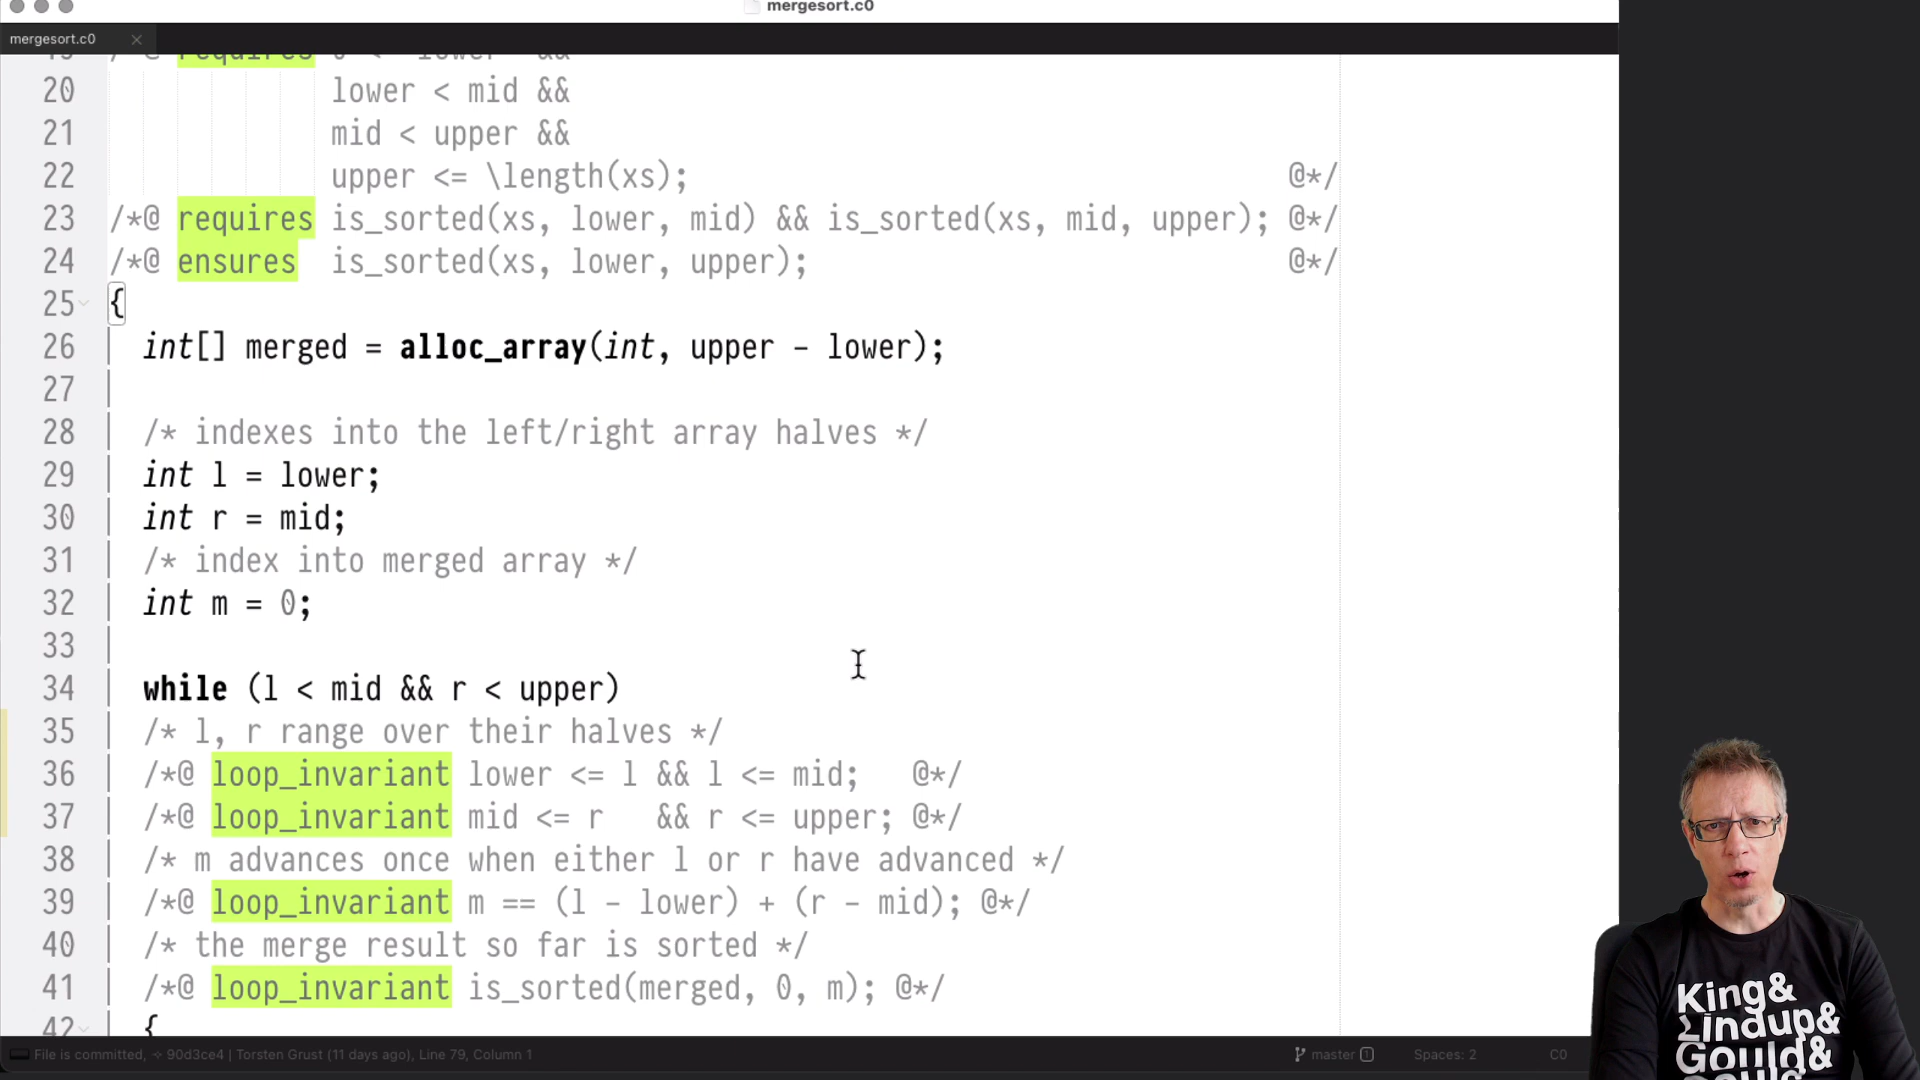 mergesort.c0
mergesort.c0
20 lower < mid &&
21 mid < upper &&
22 upper <= \length(xs); @*/
23 /*@ requires is_sorted(xs, lower, mid) && is_sorted(xs, mid, upper); @*/
24 /*@ ensures is_sorted(xs, lower, upper); @*/
25 {
26 int[] merged = alloc_array(int, upper - lower);
27
28 /* indexes into the left/right array halves */
29 int l = lower;
30 int r = mid;
31 /* index into merged array */
32 int m = 0;
33
34 while (l < mid && r < upper)
35 /* l, r range over their halves */
36 /*@ loop_invariant lower <= l && l <= mid; @*/
37 /*@ loop_invariant mid <= r && r <= upper; @*/
38 /* m advances once when either l or r have advanced */
39 /*@ loop_invariant m == (l - lower) + (r - mid); @*/
40 /* the merge result so far is sorted */
41 /*@ loop_invariant is_sorted(merged, 0, m); @*/
42 {
File is committed, 90d3ce4 | Torsten Grust (11 days ago), Line 79, Column 1 master 1 Spaces: 2 C0
King&
Lindup&
Gould&